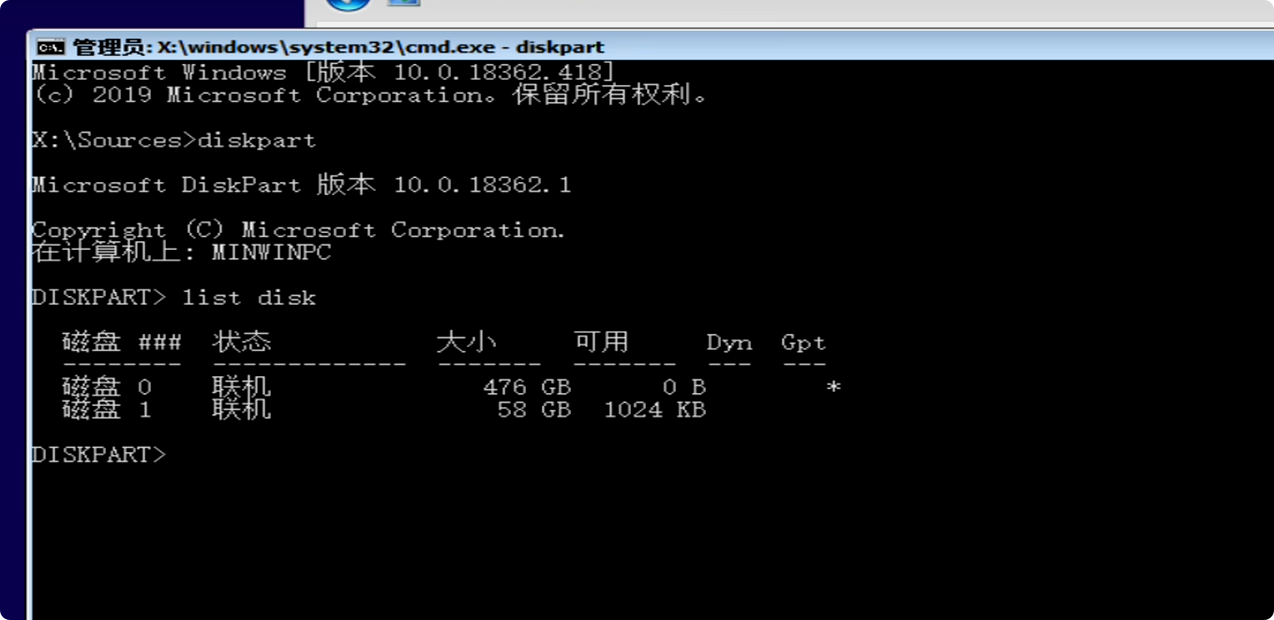 管理员: X:\windows\system32\cmd.exe - diskpart
Microsoft Windows [版本 10.0.18362.418]
(c) 2019 Microsoft Corporation。保留所有权利。
X:\Sources>diskpart
Microsoft DiskPart 版本 10.0.18362.1
Copyright (C) Microsoft Corporation.
在计算机上: MINWINPC
DISKPART> list disk
磁盘 ### 状态 大小 可用 Dyn Gpt
-------- ------------- ------- ------- --- ---
磁盘 0 联机 476 GB 0 B *
磁盘 1 联机 58 GB 1024 KB
DISKPART>